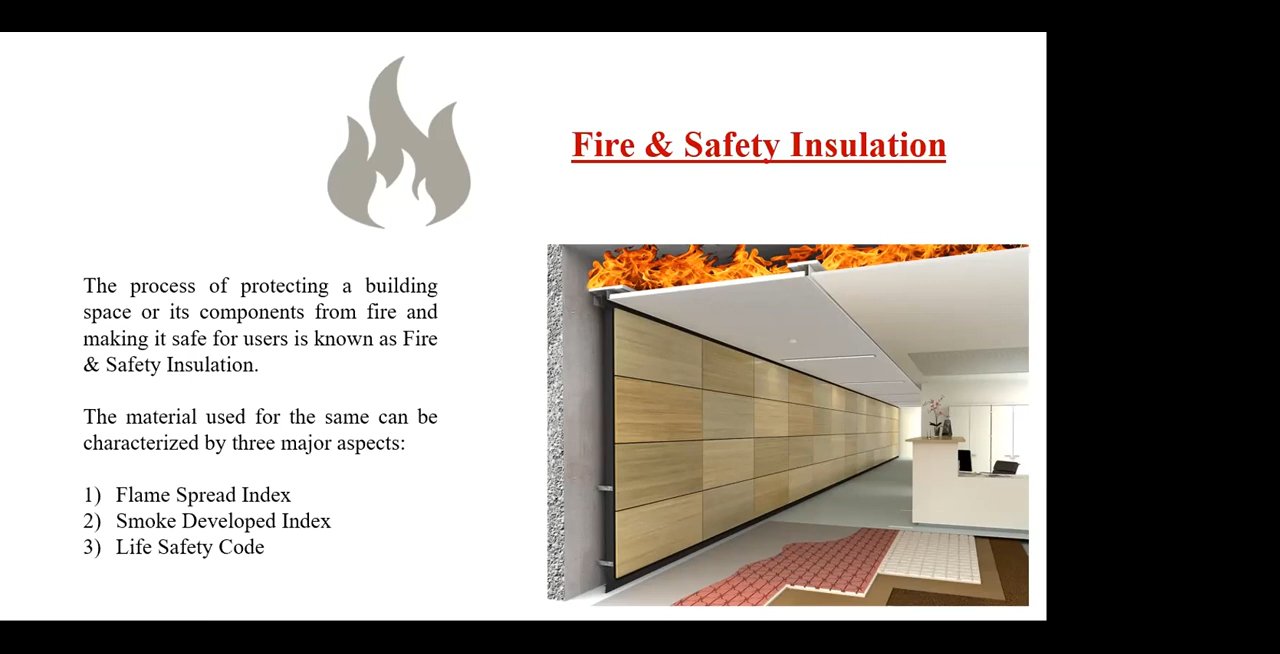 Fire & Safety Insulation
The process of protecting a building
space or its components from fire and
making it safe for users is known as Fire
& Safety Insulation.
The material used for the same can be
characterized by three major aspects:
1) Flame Spread Index
2) Smoke Developed Index
3) Life Safety Code